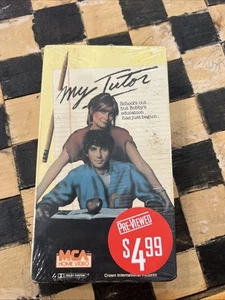 my Tutor
School's out
but Bobby's
education
has just begun.
PRE-VIEWED
$4.99
MCA
HOME VIDEO
Crown International Pictures